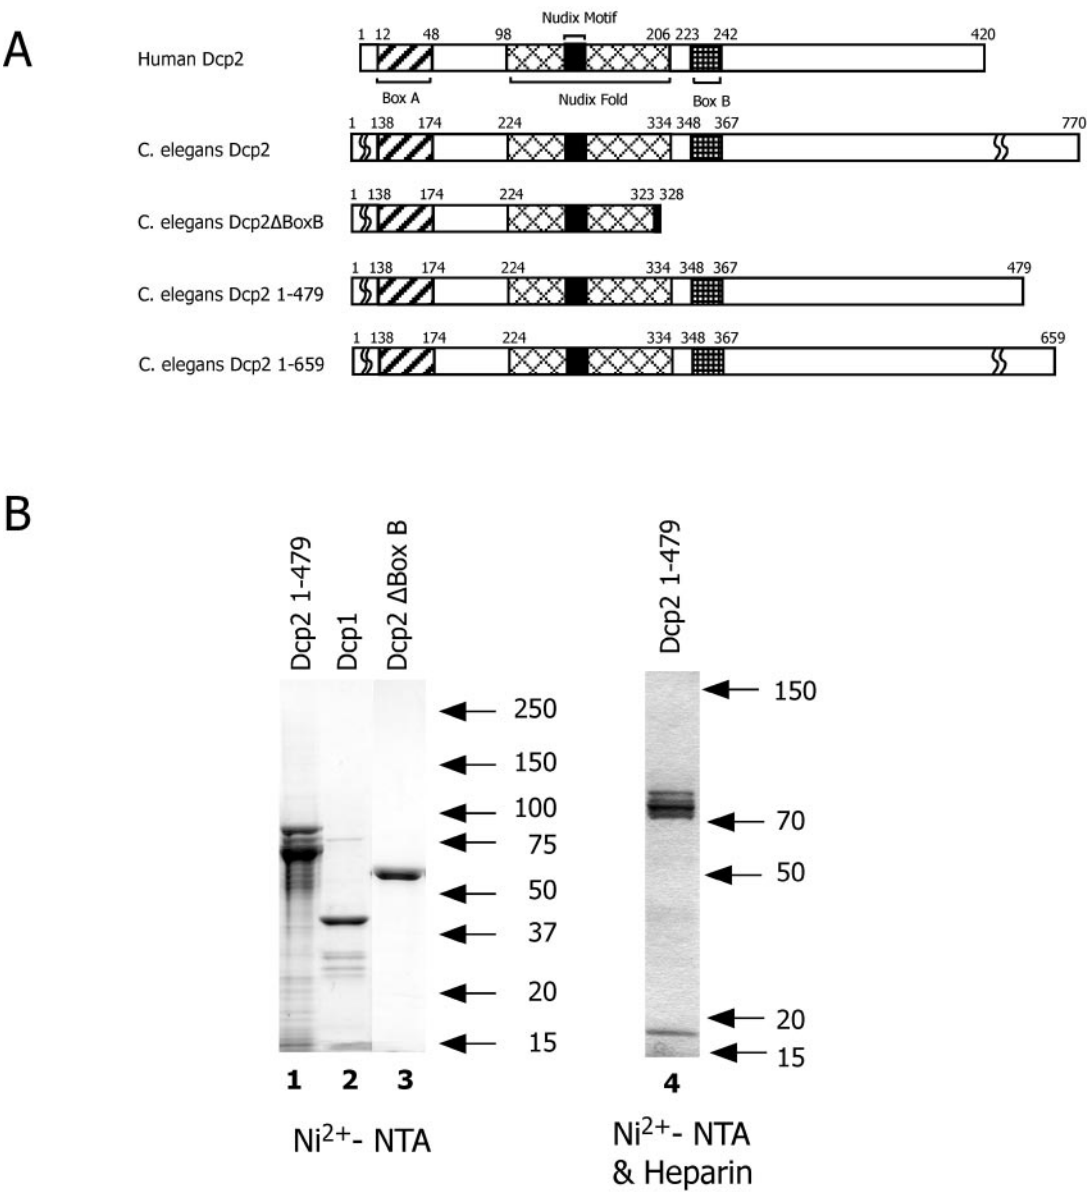 A
Nudix Motif
1 12 48 98 206 223 242 420
Human Dcp2
Box A Nudix Fold Box B
1 138 174 224 334 348 367 770
C. elegans Dcp2
1 138 174 224 323 328
C. elegans Dcp2ΔBoxB
1 138 174 224 334 348 367 479
C. elegans Dcp2 1-479
1 138 174 224 334 348 367 659
C. elegans Dcp2 1-659
B
Dcp2 1-479
Dcp1
Dcp2 ΔBox B
250
150
100
75
50
37
20
15
1 2 3
Ni2+- NTA
Dcp2 1-479
150
70
50
20
15
4
Ni2+- NTA
& Heparin